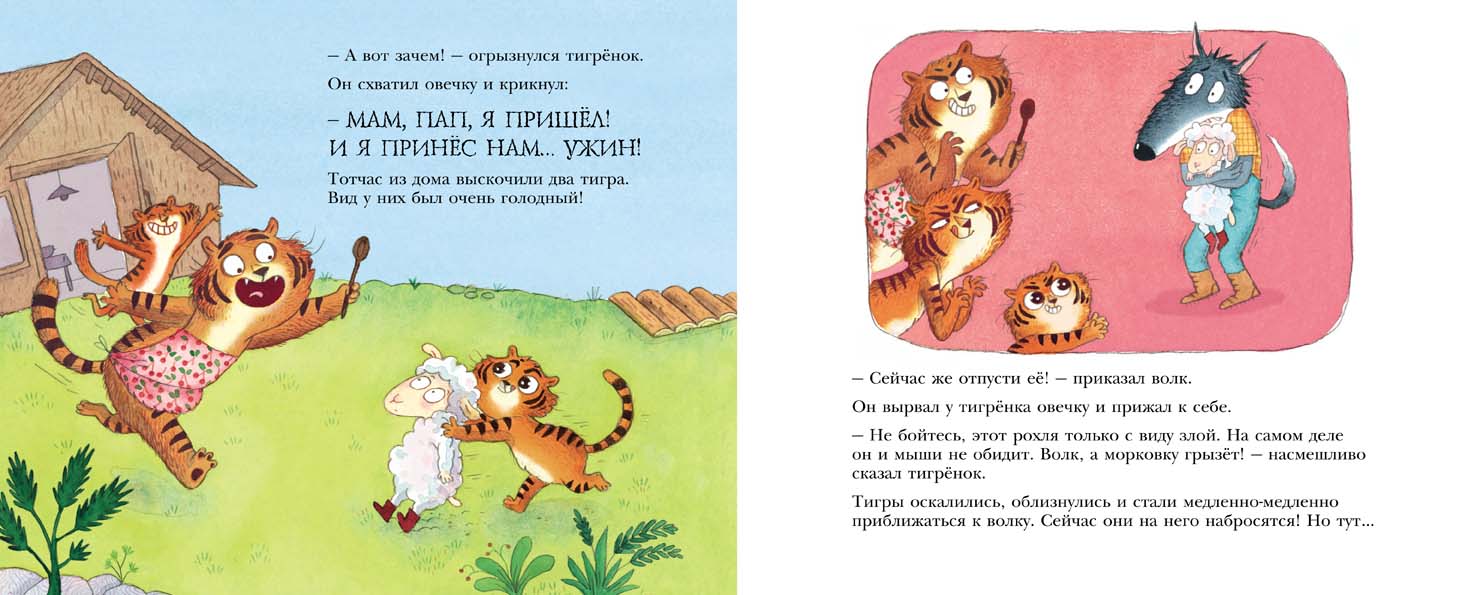 – А вот зачем! – огрызнулся тигрёнок.
Он схватил овечку и крикнул:
– МАМ, ПАП, Я ПРИШЁЛ!
И Я ПРИНЁС НАМ... УЖИН!
Тотчас из дома выскочили два тигра.
Вид у них был очень голодный!
– Сейчас же отпусти её! – приказал волк.
Он вырвал у тигрёнка овечку и прижал к себе.
– Не бойтесь, этот рохля только с виду злой. На самом деле
он и мыши не обидит. Волк, а морковку грызёт! – насмешливо
сказал тигрёнок.
Тигры оскалились, облизнулись и стали медленно-медленно
приближаться к волку. Сейчас они на него набросятся! Но тут...